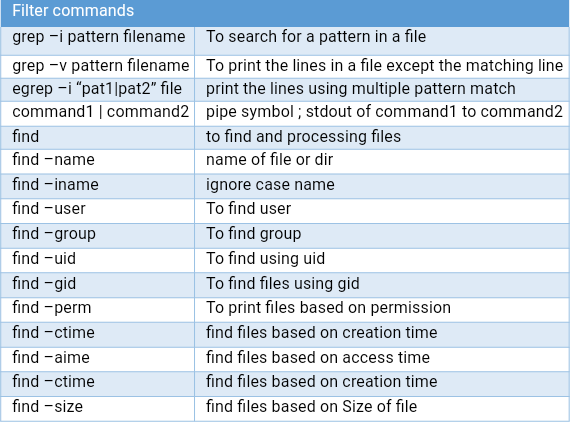 Filter commands
grep –i pattern filename To search for a pattern in a file
grep –v pattern filename To print the lines in a file except the matching line
egrep –i “pat1|pat2” file print the lines using multiple pattern match
command1 | command2 pipe symbol ; stdout of command1 to command2
find to find and processing files
find –name name of file or dir
find –iname ignore case name
find –user To find user
find –group To find group
find –uid To find using uid
find –gid To find files using gid
find –perm To print files based on permission
find –ctime find files based on creation time
find –aime find files based on access time
find –ctime find files based on creation time
find –size find files based on Size of file